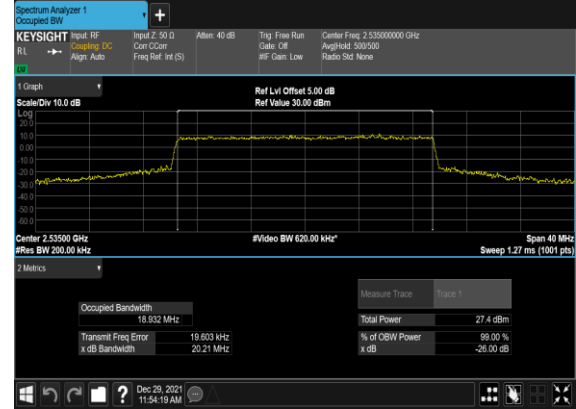 Spectrum Analyzer 1
Occupied BW
+
KEYSIGHT Input: RF Input Z: 50 Ω Atten: 40 dB Trig: Free Run Center Freq: 2.535000000 GHz
RL Coupling: DC Corr CCorr Gate: Off Avg|Hold: 500/500
Align: Auto Freq Ref: Int (S) #IF Gain: Low Radio Std: None
1 Graph Ref Lvl Offset 5.00 dB
Scale/Div 10.0 dB Ref Value 30.00 dBm
Log
20.0
10.0
0.00
-10.0
-20.0
-30.0
-40.0
-50.0
-60.0
Center 2.53500 GHz #Video BW 620.00 kHz* Span 40 MHz
#Res BW 200.00 kHz Sweep 1.27 ms (1001 pts)
2 Metrics
Measure Trace Trace 1
Occupied Bandwidth
18.932 MHz Total Power 27.4 dBm
Transmit Freq Error 19.603 kHz % of OBW Power 99.00 %
x dB Bandwidth 20.21 MHz x dB -26.00 dB
? Dec 29, 2021
11:54:19 AM